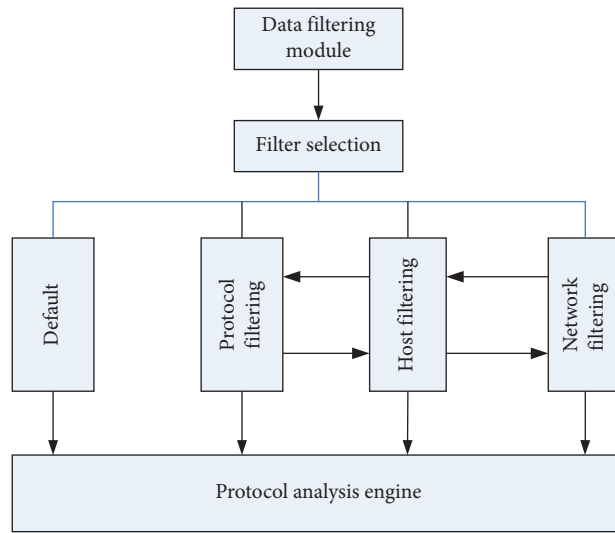 Data filtering
module
Filter selection
Default
Protocol
filtering
Host filtering
Network
filtering
Protocol analysis engine